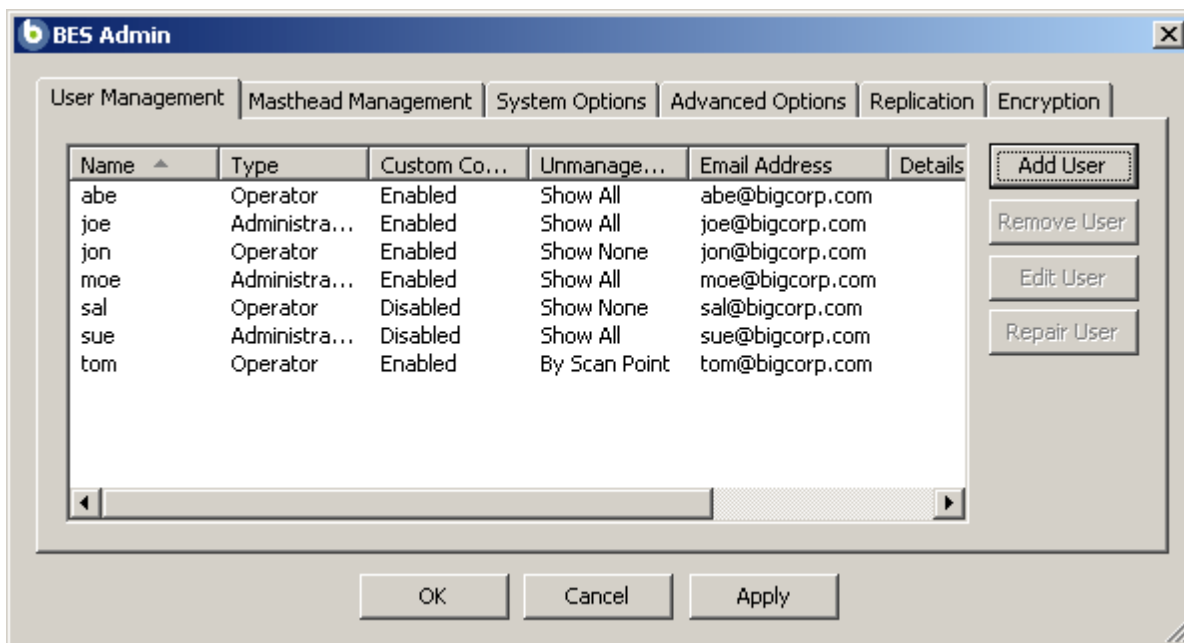 BES Admin
User Management Masthead Management System Options Advanced Options Replication Encryption
Name Type Custom Co... Unmanage... Email Address Details
abe Operator Enabled Show All abe@bigcorp.com
joe Administra... Enabled Show All joe@bigcorp.com
jon Operator Enabled Show None jon@bigcorp.com
moe Administra... Enabled Show All moe@bigcorp.com
sal Operator Disabled Show None sal@bigcorp.com
sue Administra... Disabled Show All sue@bigcorp.com
tom Operator Enabled By Scan Point tom@bigcorp.com
Add User
Remove User
Edit User
Repair User
OK Cancel Apply